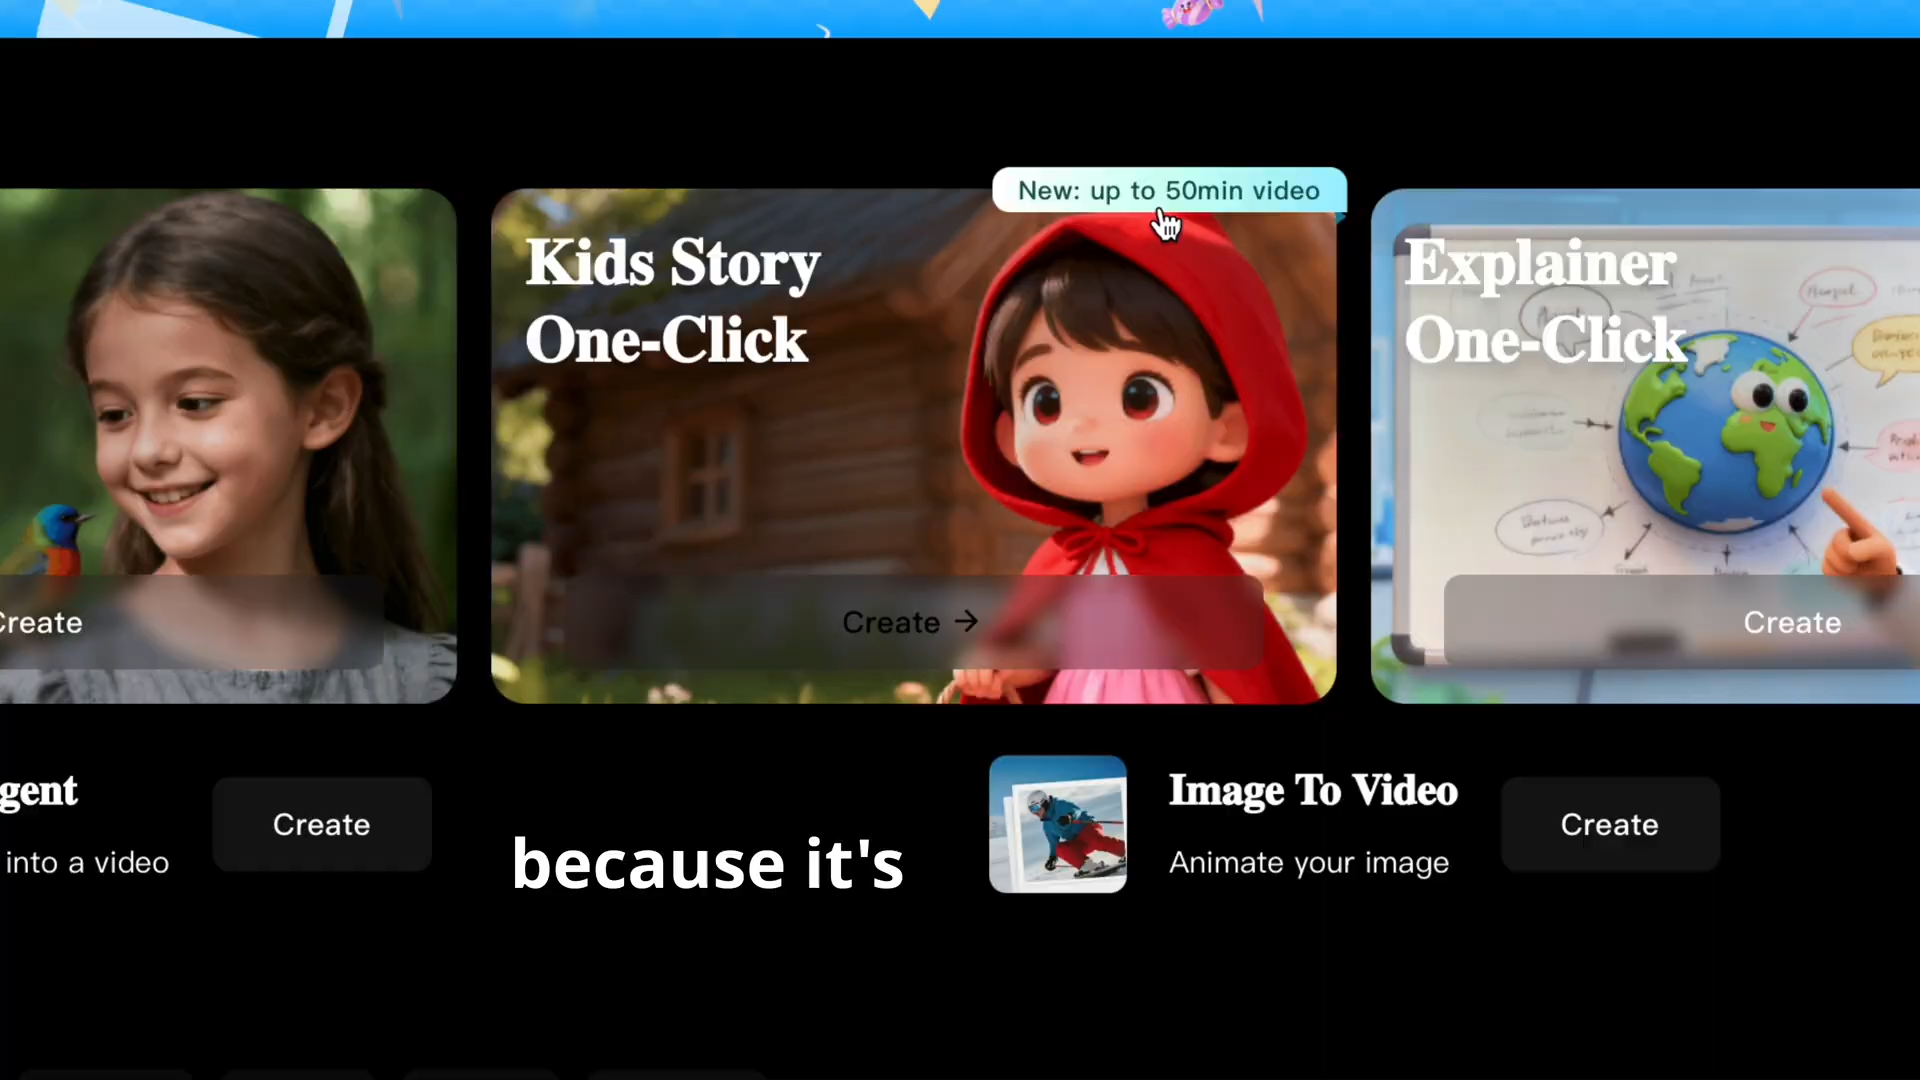 New: up to 50min video
Kids Story
One-Click
Explainer
One-Click
Create
Create →
Create
gent
into a video
Create
because it's
Image To Video
Animate your image
Create